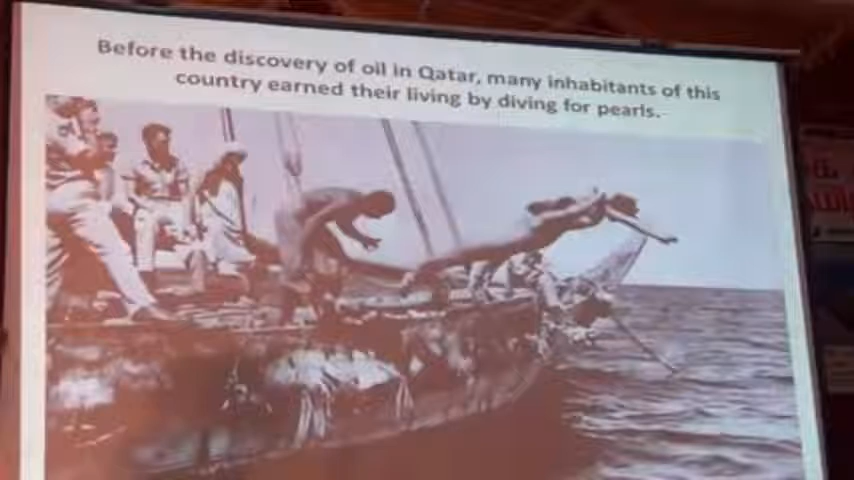 Before the discovery of oil in Qatar, many inhabitants of this
country earned their living by diving for pearls.